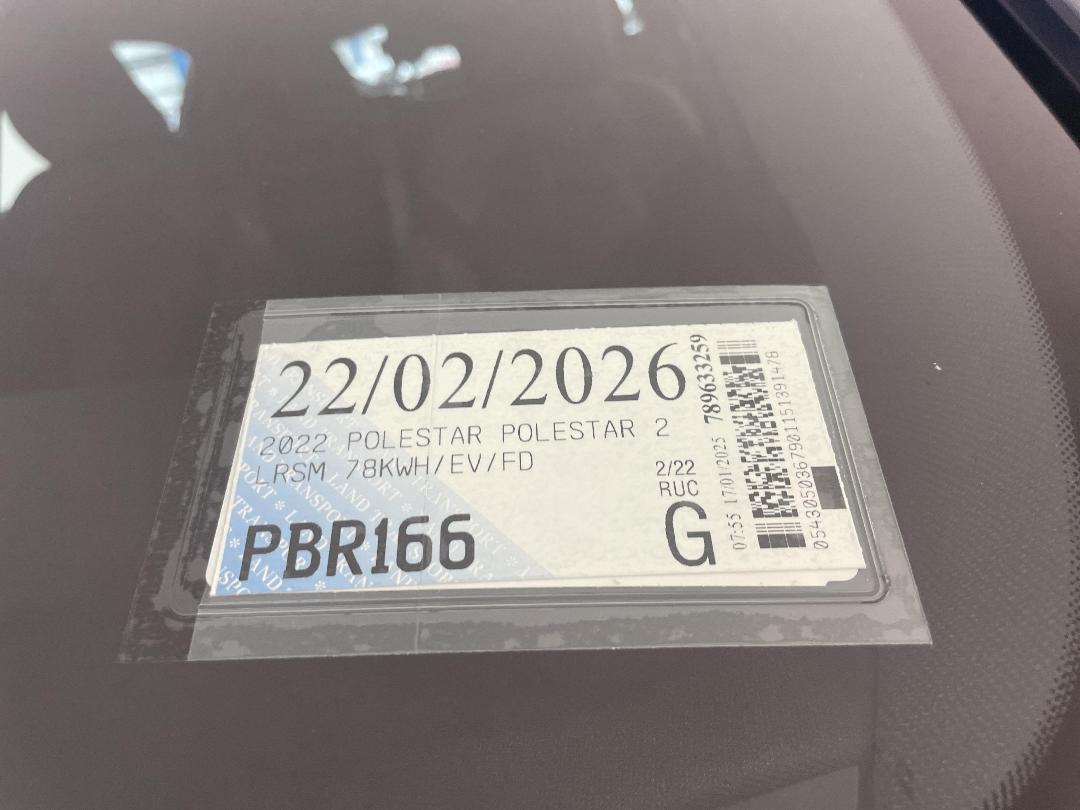 22/02/2026
2022 POLESTAR POLESTAR 2
LRSM 78KWH/EV/FD
2/22
RUC
PBR166
G
07:55 17/01/2025 789633259
0543050367901151391478